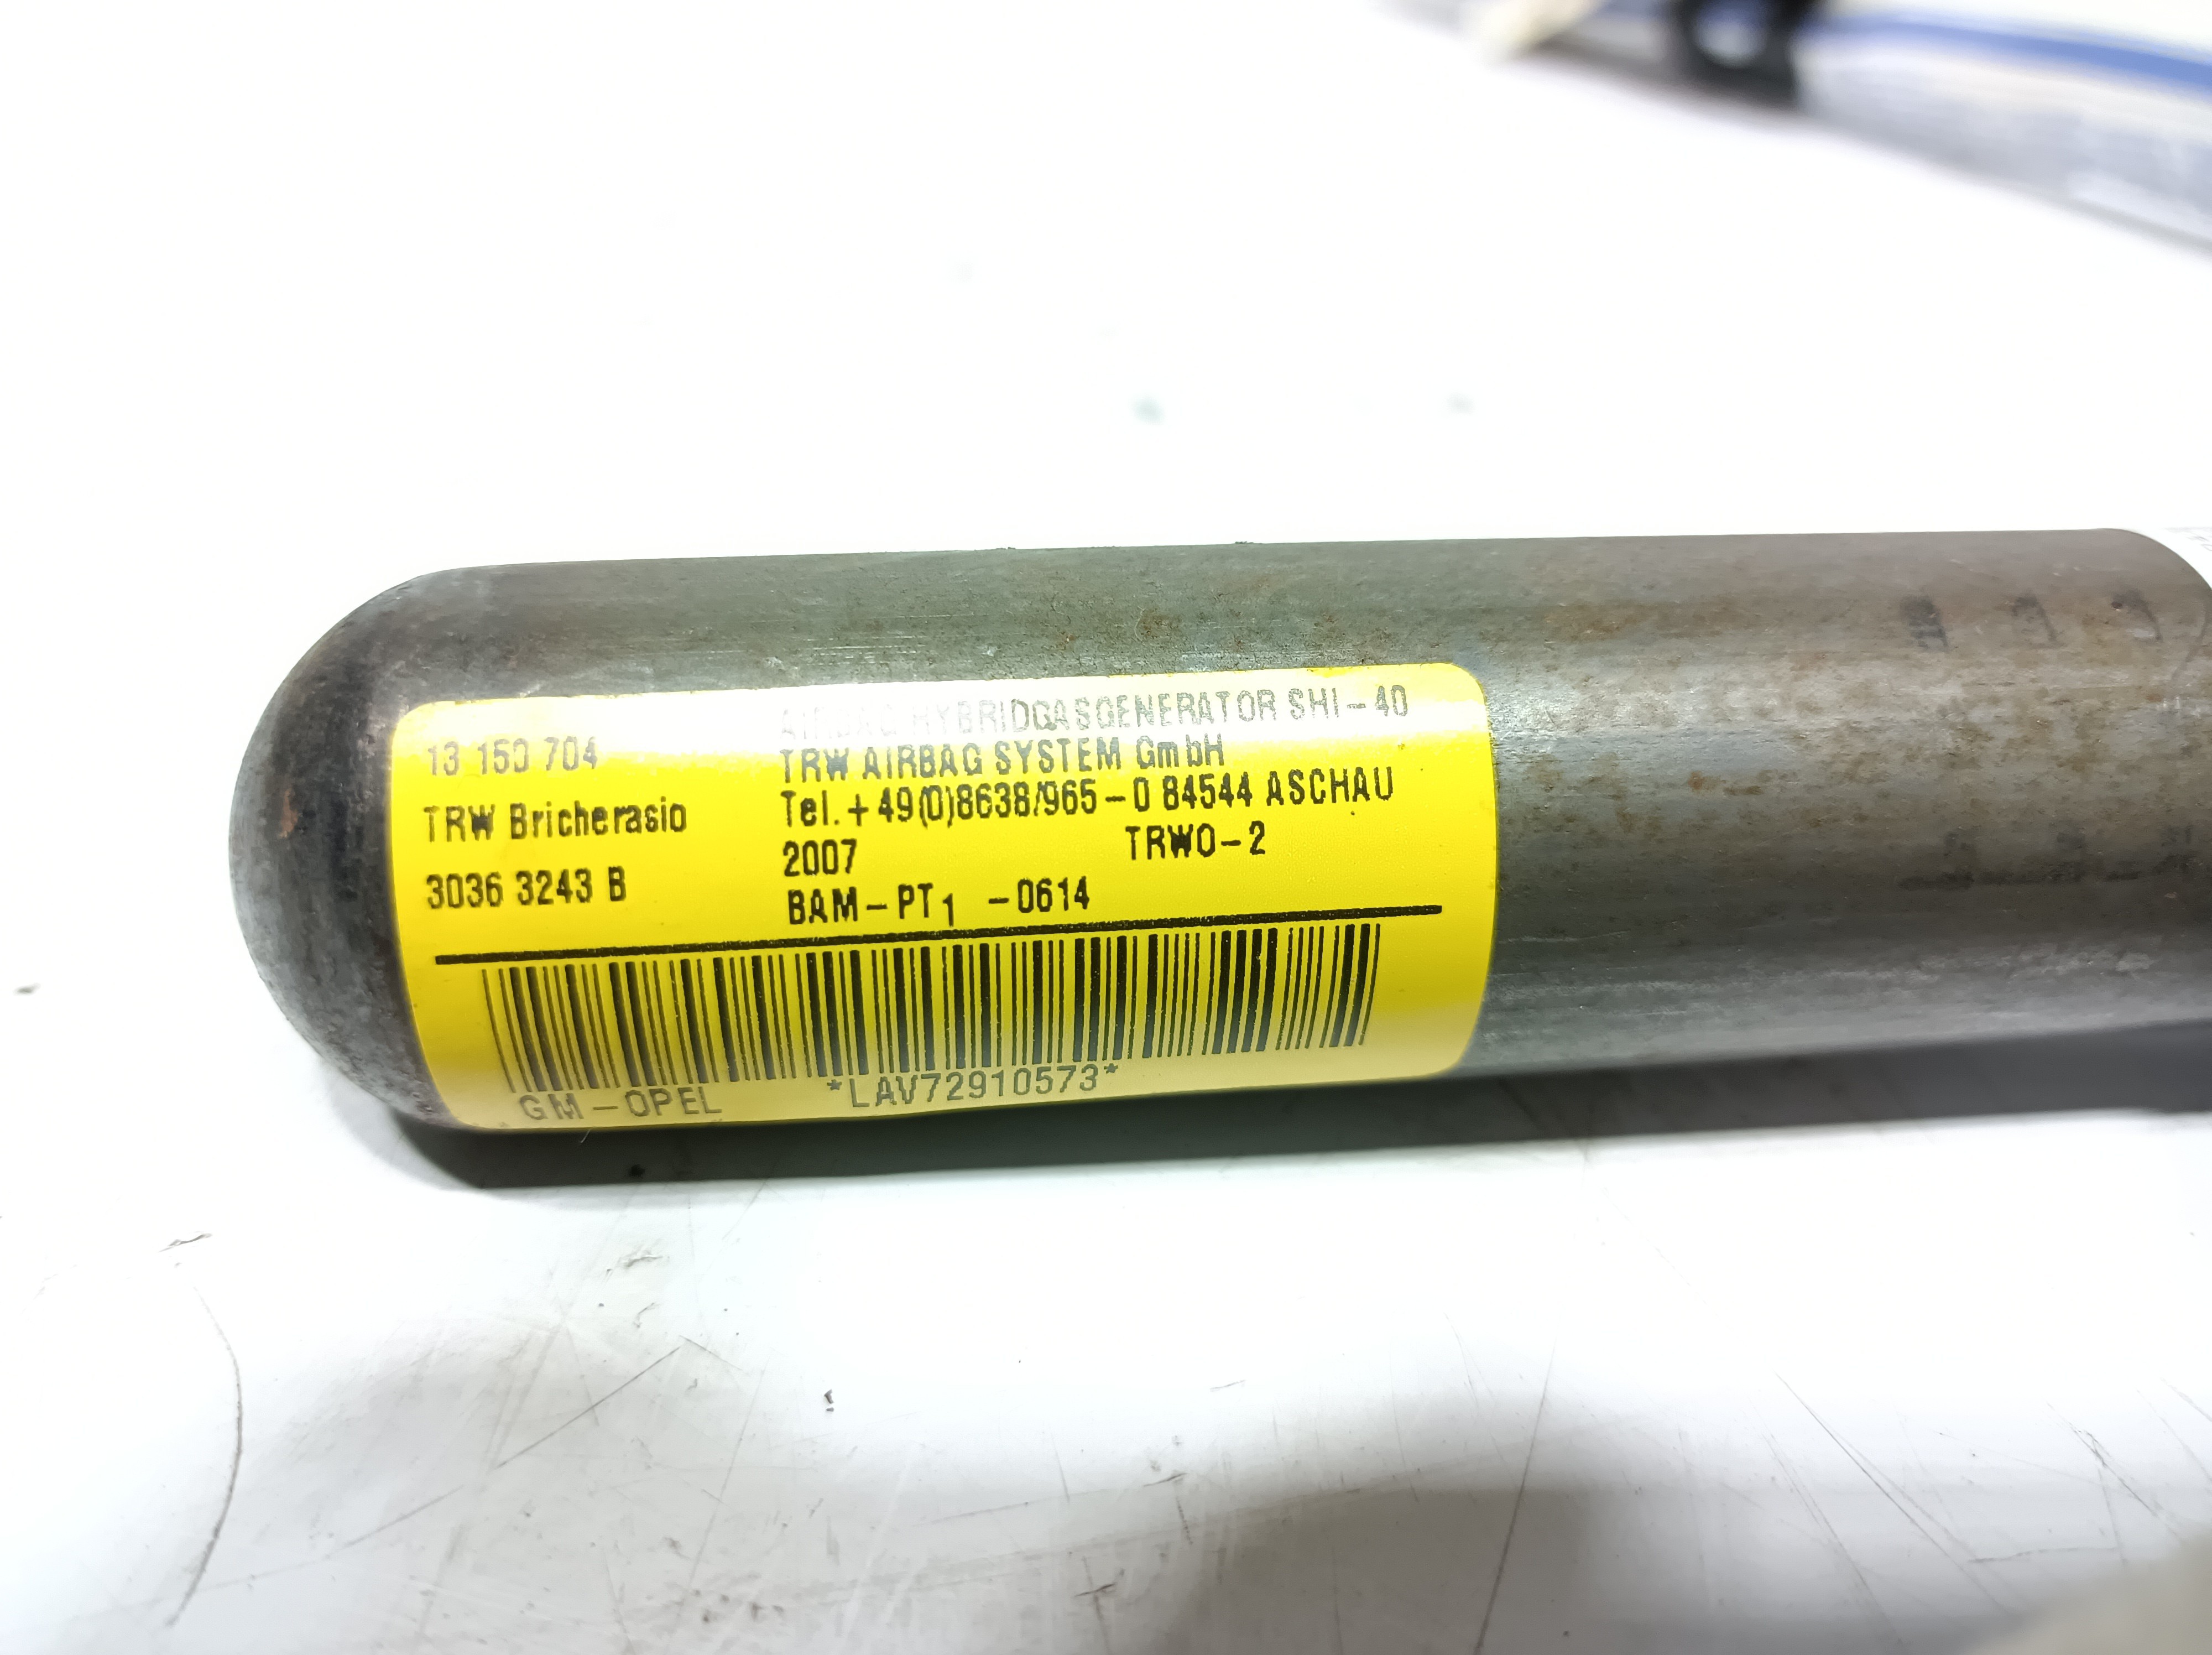 AIRBAG HYBRIDGASGENERATOR SHI-40
13 150 704
TRW AIRBAG SYSTEM GmbH
Tel.+49(0)8638/965-0 84544 ASCHAU
TRW Bricherasio
2007 TRWO-2
3036 3243 B
BAM-PT1 -0614
GM-OPEL *LAV72910573*